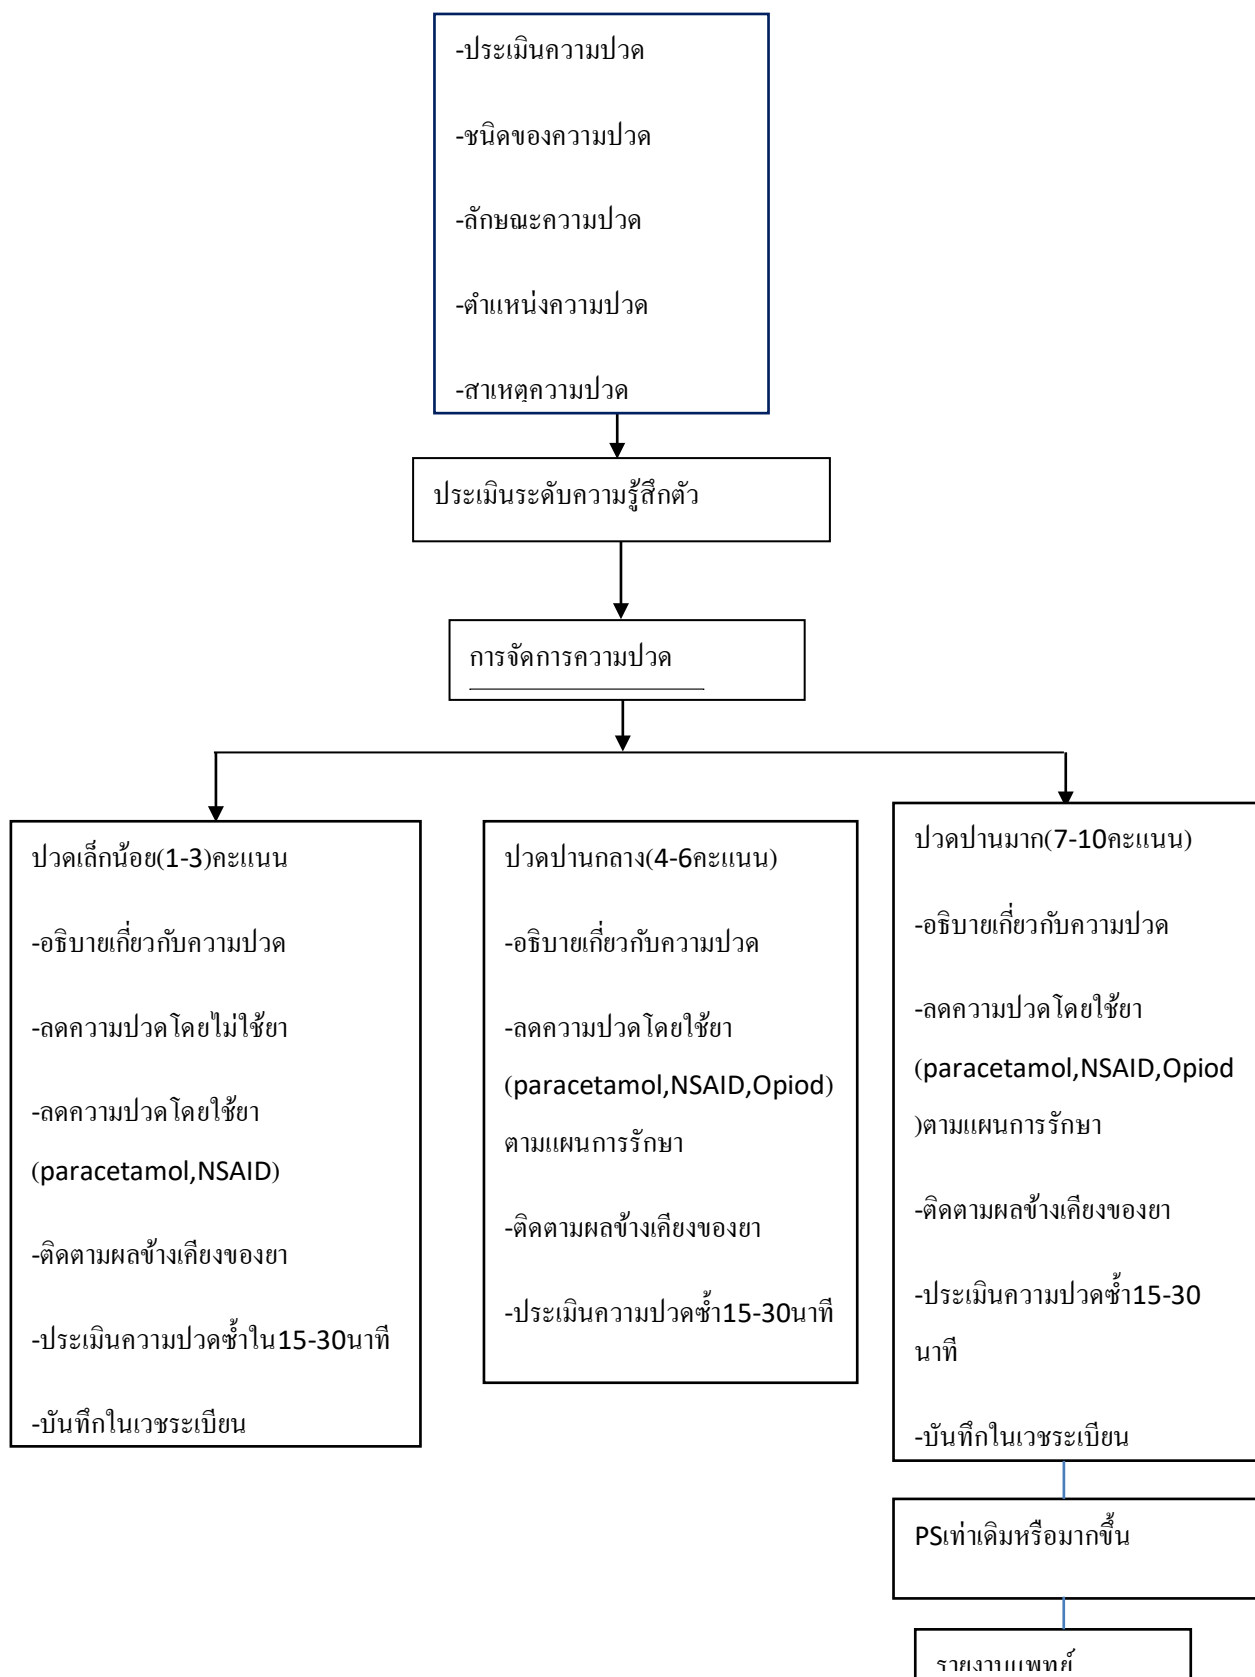 -ประเมินความปวด
-ชนิดของความปวด
-ลักษณะความปวด
-ตำแหน่งความปวด
-สาเหตุความปวด
ประเมินระดับความรู้สึกตัว
การจัดการความปวด
ปวดเล็กน้อย(1-3)คะแนน
-อธิบายเกี่ยวกับความปวด
-ลดความปวดโดยไม่ใช้ยา
-ลดความปวดโดยใช้ยา
(paracetamol,NSAID)
-ติดตามผลข้างเคียงของยา
-ประเมินความปวดซ้ำใน15-30นาที
-บันทึกในเวชระเบียน
ปวดปานกลาง(4-6คะแนน)
-อธิบายเกี่ยวกับความปวด
-ลดความปวดโดยใช้ยา
(paracetamol,NSAID,Opiod)
ตามแผนการรักษา
-ติดตามผลข้างเคียงของยา
-ประเมินความปวดซ้ำ15-30นาที
ปวดปานมาก(7-10คะแนน)
-อธิบายเกี่ยวกับความปวด
-ลดความปวดโดยใช้ยา
(paracetamol,NSAID,Opiod
)ตามแผนการรักษา
-ติดตามผลข้างเคียงของยา
-ประเมินความปวดซ้ำ15-30
นาที
-บันทึกในเวชระเบียน
PSเท่าเดิมหรือมากขึ้น
รายงานแพทย์